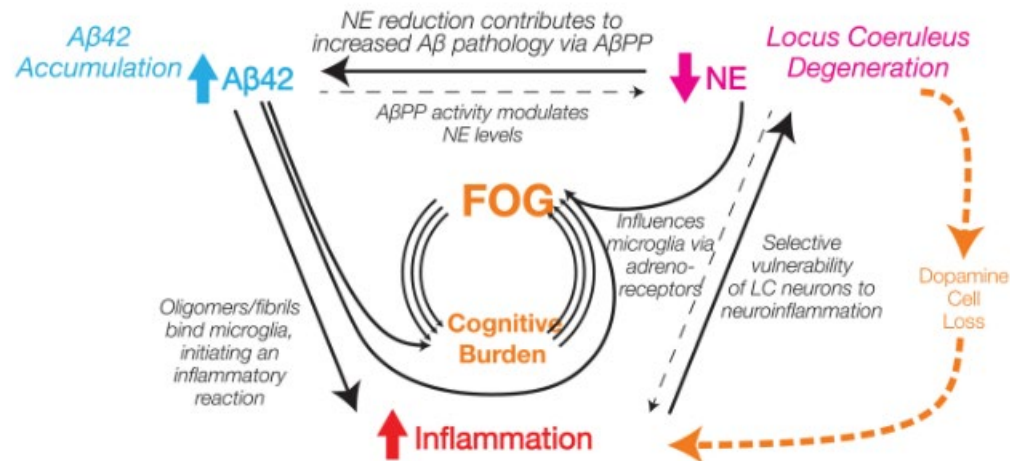 NE reduction contributes to
increased Aβ pathology via AβPP
Aβ42
Accumulation
Aβ42
NE
Locus Coeruleus
Degeneration
AβPP activity modulates
NE levels
FOG
Influences
microglia via
adreno-
receptors
Selective
vulnerability
of LC neurons to
neuroinflammation
Dopamine
Cell
Loss
Oligomers/fibrils
bind microglia,
initiating an
inflammatory
reaction
Cognitive
Burden
Inflammation